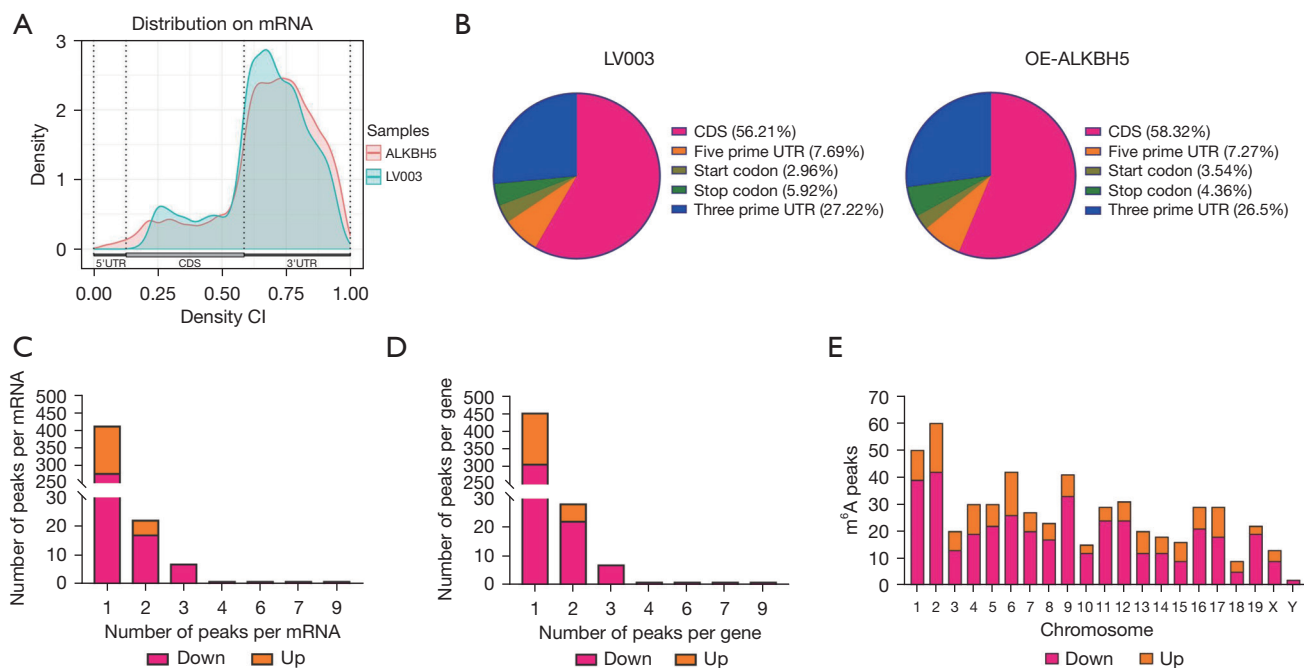 A
Distribution on mRNA
3
2
1
0
Density
5'UTR
CDS
3'UTR
0.00 0.25 0.50 0.75 1.00
Density CI
Samples
ALKBH5
LV003
B
LV003
CDS (56.21%)
Five prime UTR (7.69%)
Start codon (2.96%)
Stop codon (5.92%)
Three prime UTR (27.22%)
OE-ALKBH5
CDS (58.32%)
Five prime UTR (7.27%)
Start codon (3.54%)
Stop codon (4.36%)
Three prime UTR (26.5%)
C
Number of peaks per mRNA
500
450
400
350
300
250
30
20
10
0
1 2 3 4 6 7 9
Number of peaks per mRNA
Down Up
D
Number of peaks per gene
500
450
400
350
300
250
30
20
10
0
1 2 3 4 6 7 9
Number of peaks per gene
Down Up
E
m⁶A peaks
70
60
50
40
30
20
10
0
1 2 3 4 5 6 7 8 9 10 11 12 13 14 15 16 17 18 19 X Y
Chromosome
Down Up